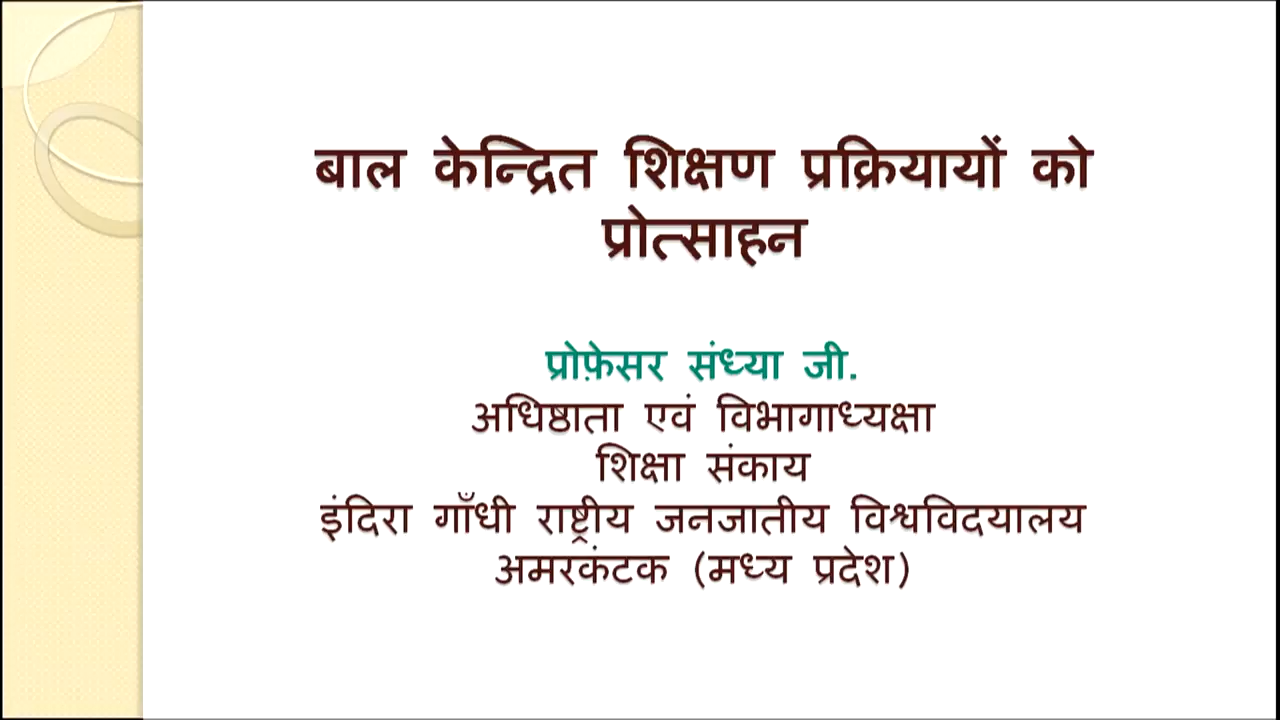 बाल केन्द्रित शिक्षण प्रक्रियायों को
प्रोत्साहन
प्रोफ़ेसर संध्या जी.
अधिष्ठाता एवं विभागाध्यक्षा
शिक्षा संकाय
इंदिरा गाँधी राष्ट्रीय जनजातीय विश्वविदयालय
अमरकंटक (मध्य प्रदेश)